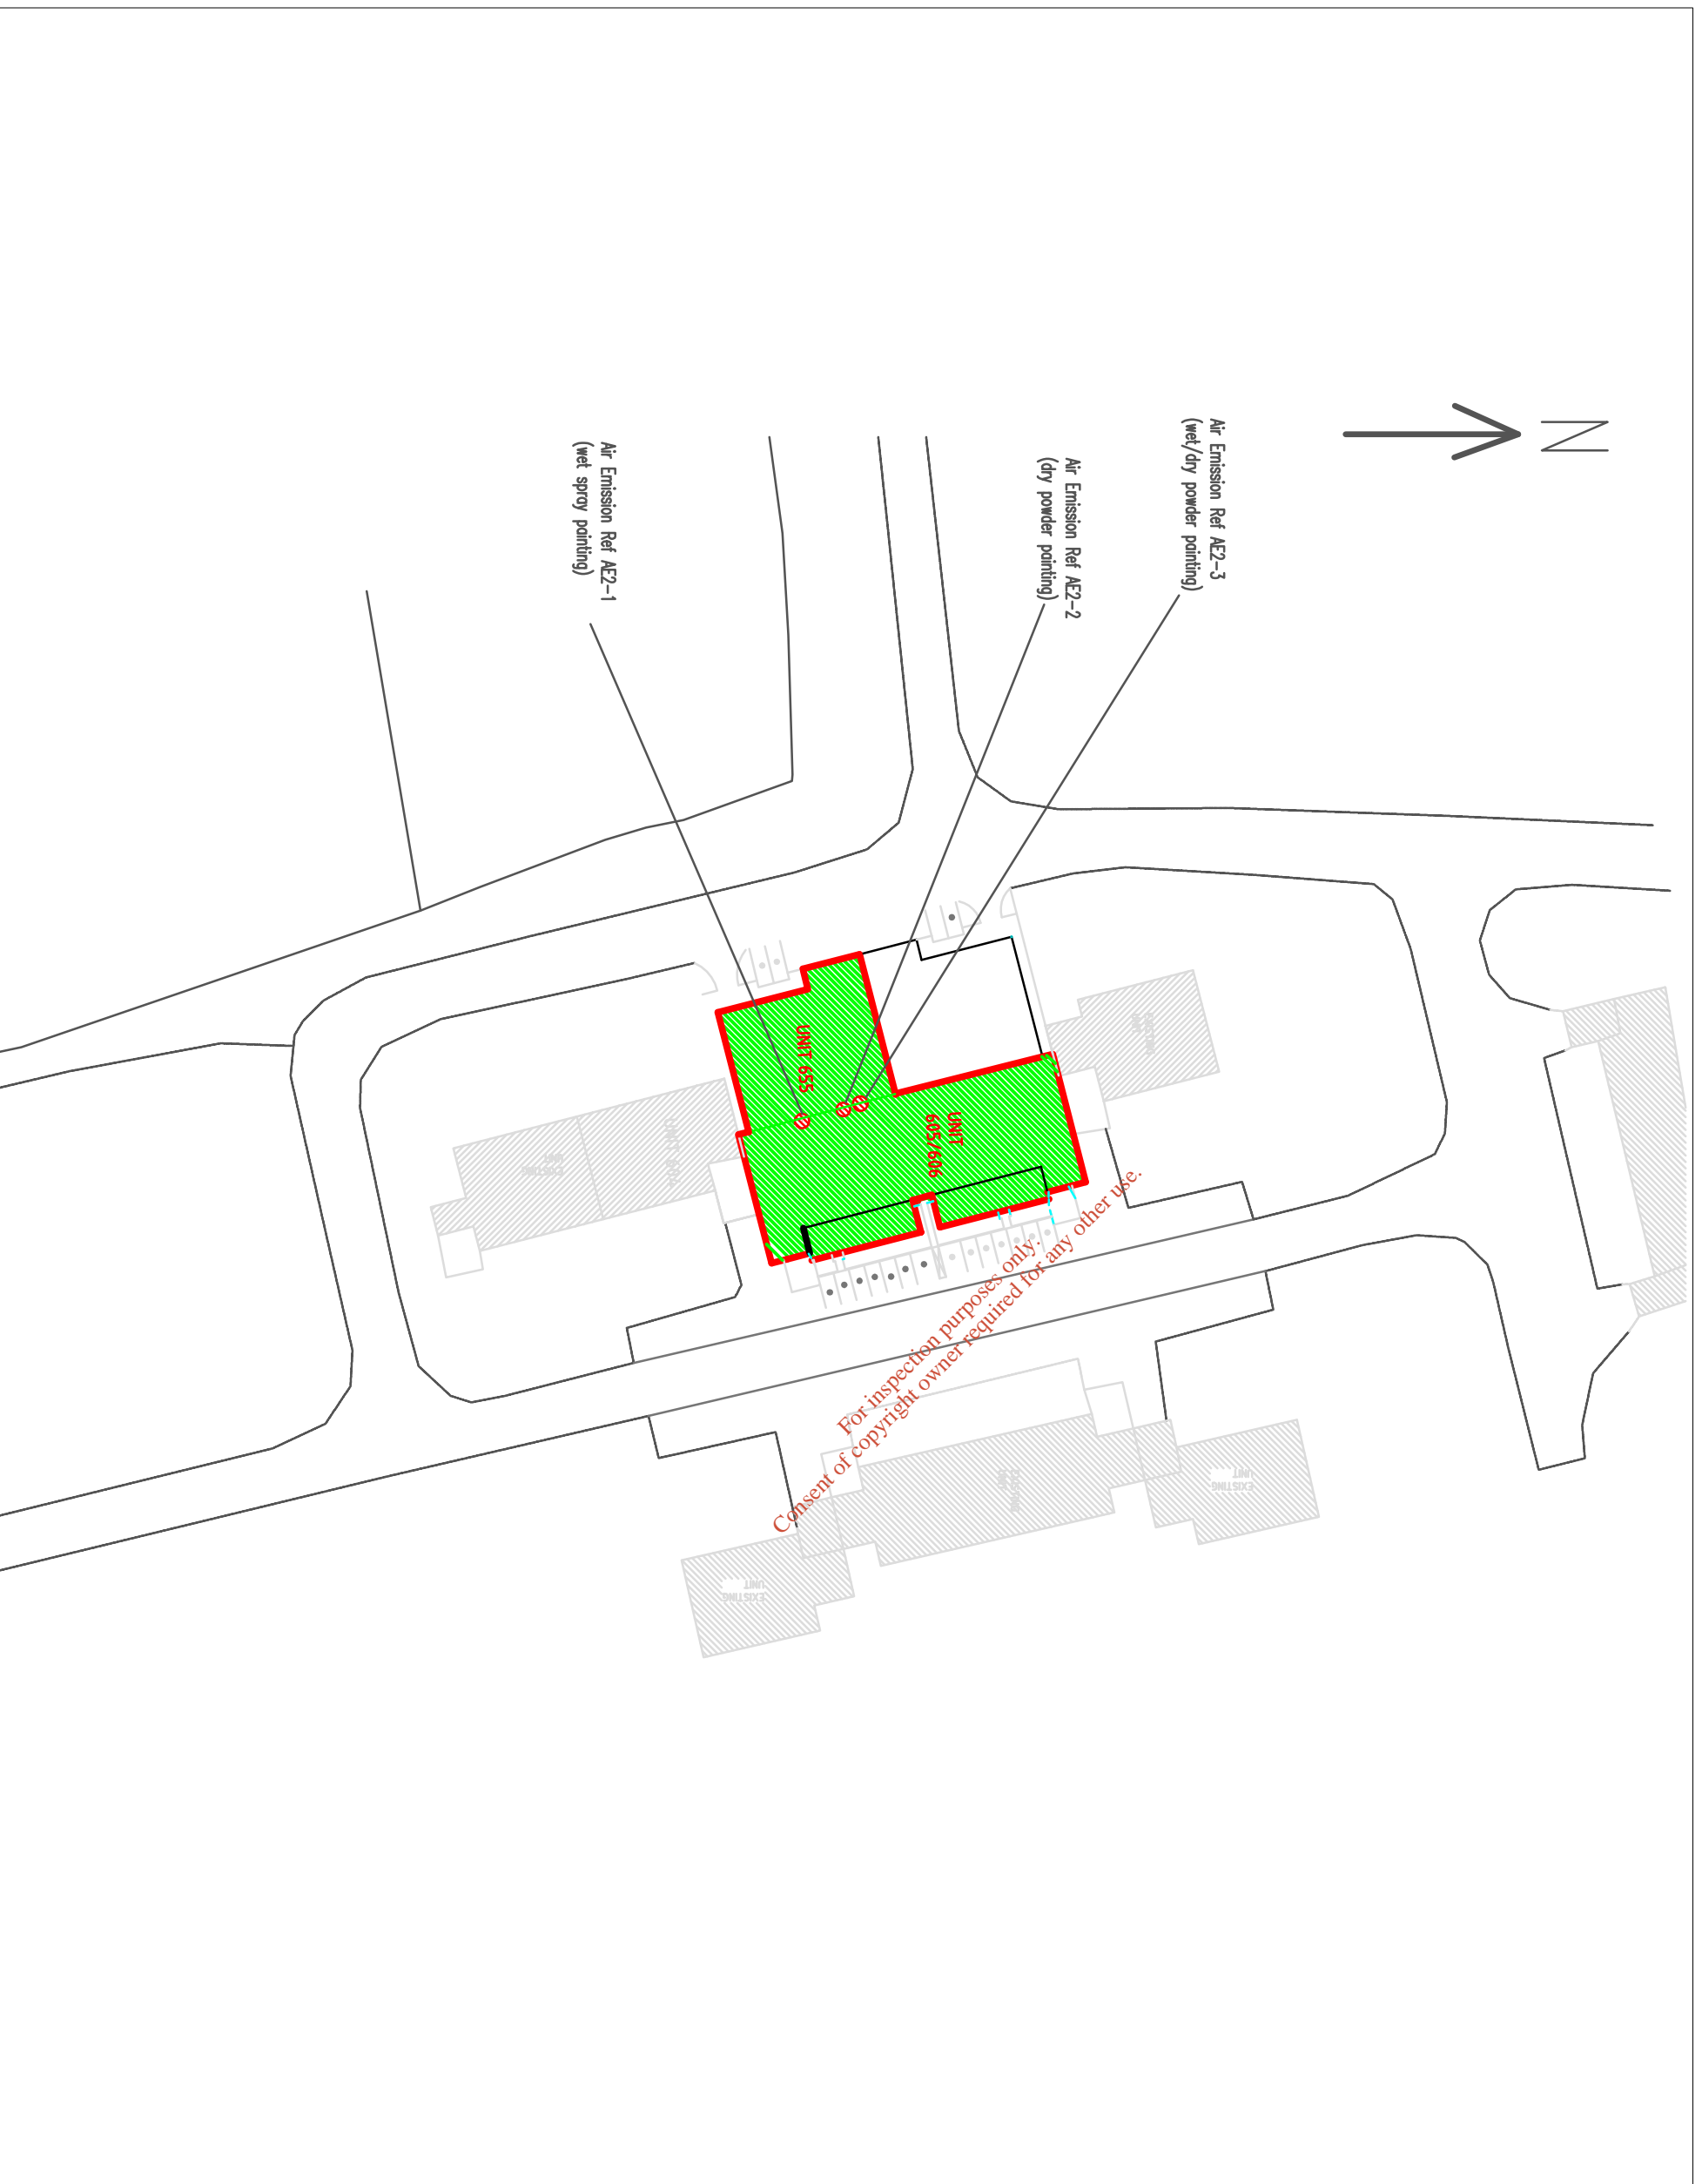 N
Air Emission Ref AE2-3
(wet/dry powder painting)
Air Emission Ref AE2-2
(dry powder painting)
Air Emission Ref AE2-1
(wet spray painting)
UNIT 655
UNIT
605/606
EXISTING
UNIT
EXISTING
UNIT
EXISTING
UNIT
For inspection purposes only.
Consent of copyright owner required for any other use.